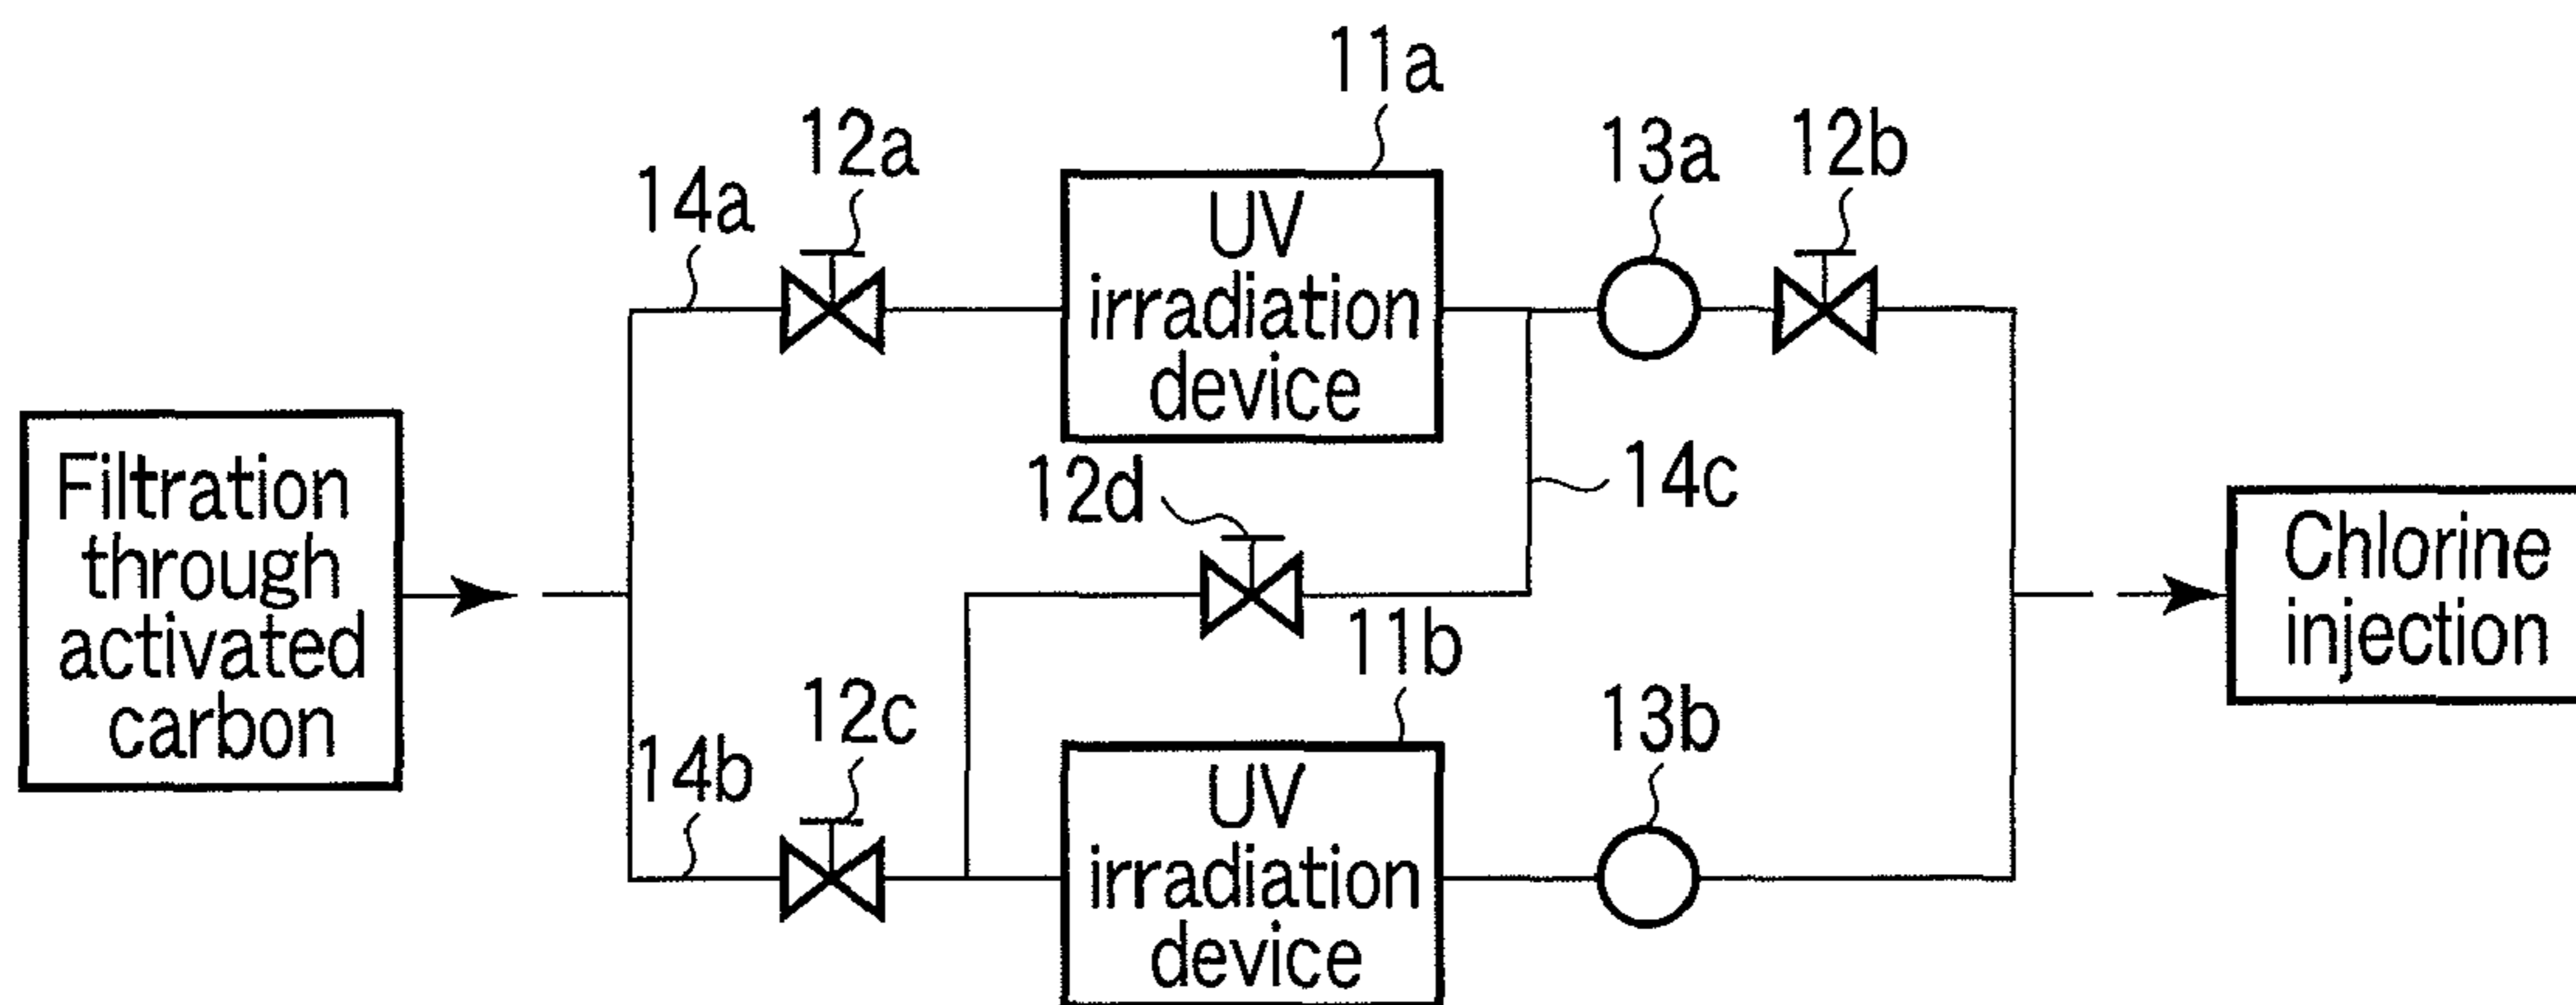 11a
12a
13a
12b
14a
UV
irradiation
device
Filtration
through
activated
carbon
12d
14c
Chlorine
injection
11b
12c
13b
14b
UV
irradiation
device